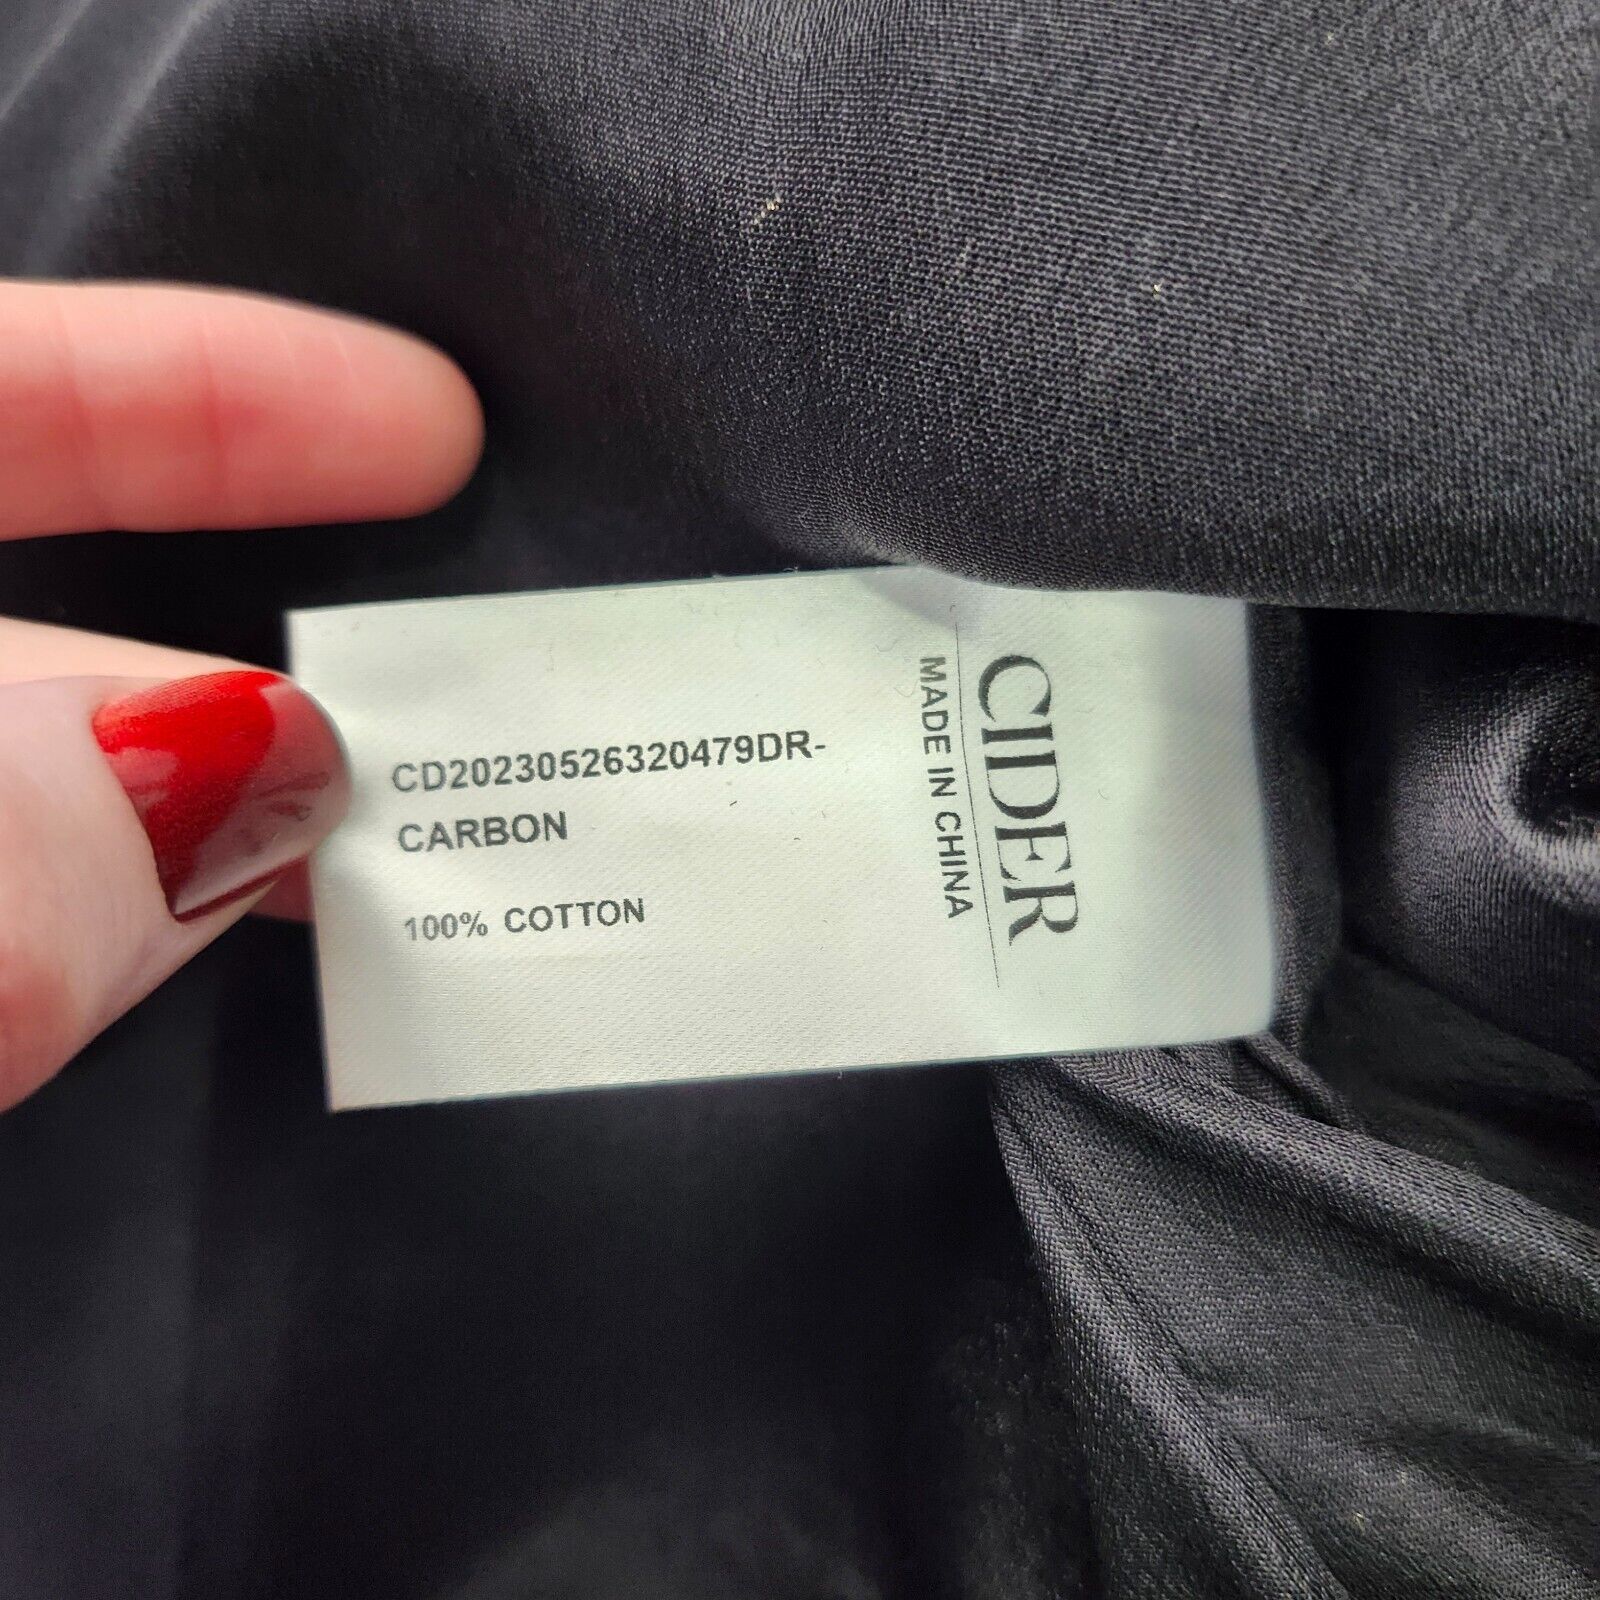 CD20230526320479DR-
CARBON
100% COTTON
CIDER
MADE IN CHINA